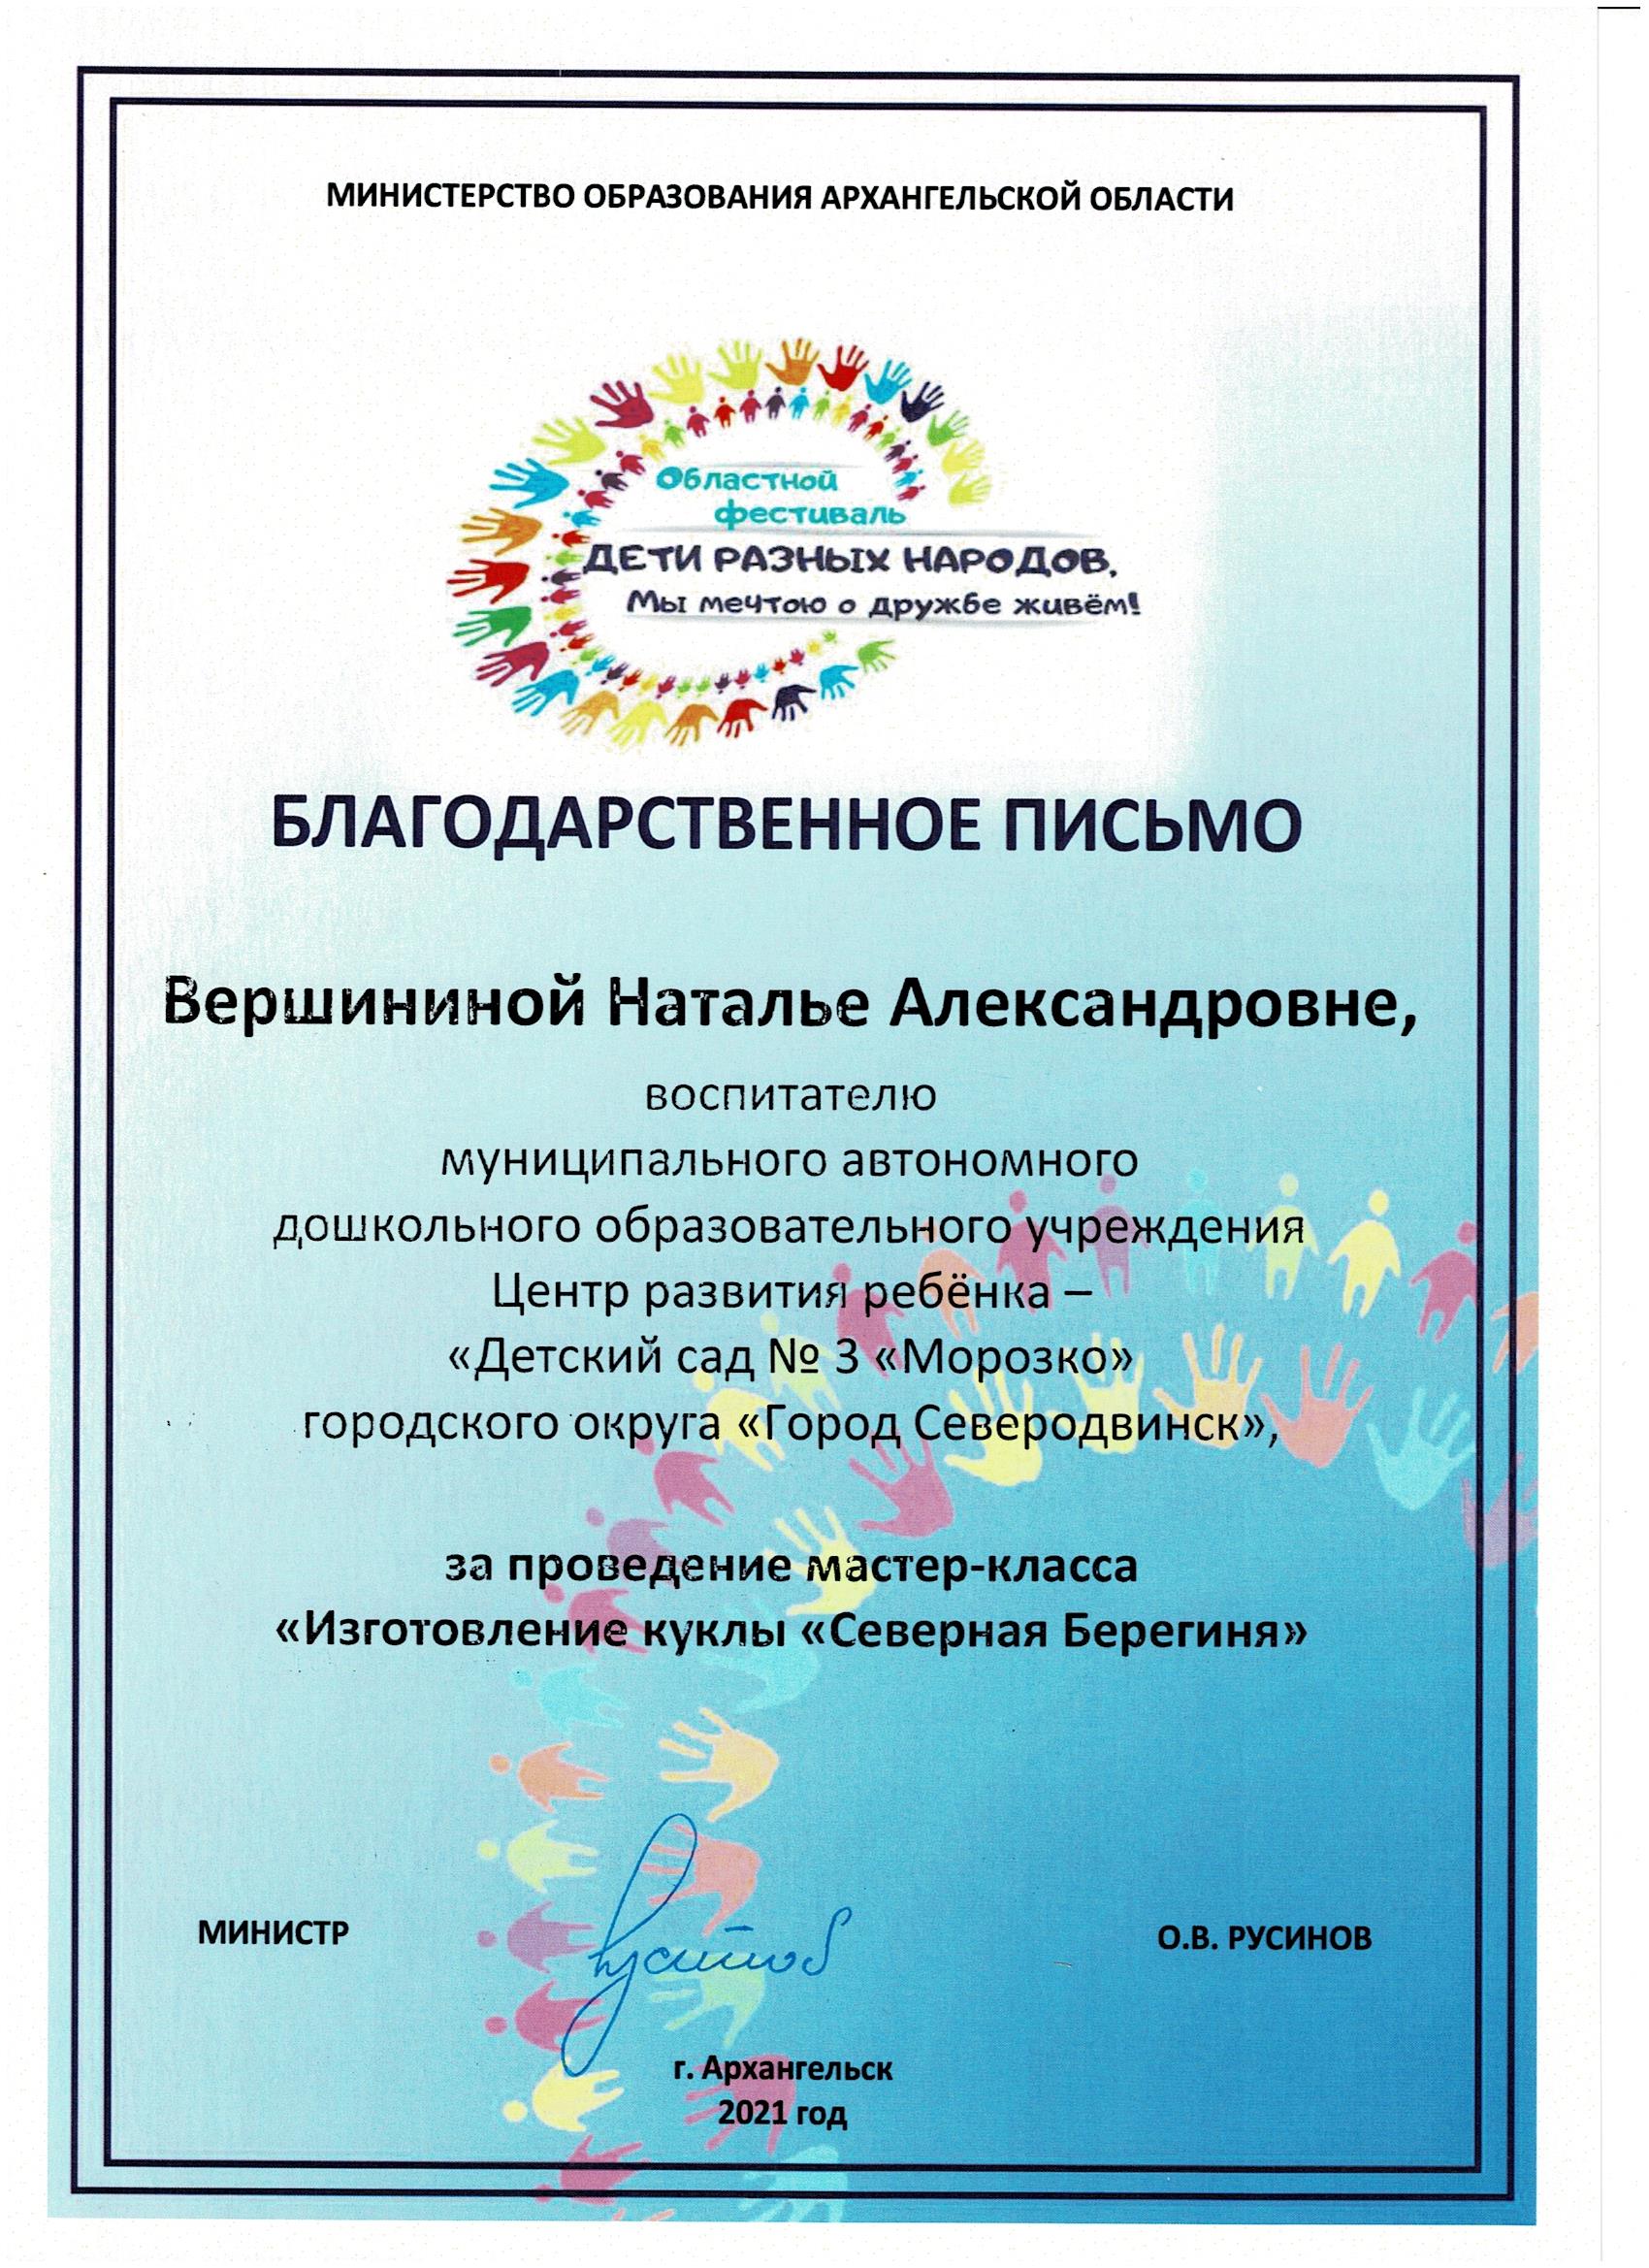 МИНИСТЕРСТВО ОБРАЗОВАНИЯ АРХАНГЕЛЬСКОЙ ОБЛАСТИ
Областной
фестиваль
ДЕТИ РАЗНЫХ НАРОДОВ,
Мы мечтою о дружбе живём!
БЛАГОДАРСТВЕННОЕ ПИСЬМО
Вершининой Наталье Александровне,
воспитателю
муниципального автономного
дошкольного образовательного учреждения
Центр развития ребёнка –
«Детский сад № 3 «Морозко»
городского округа «Город Северодвинск»,
за проведение мастер-класса
«Изготовление куклы «Северная Берегиня»
МИНИСТР
О.В. РУСИНОВ
г. Архангельск
2021 год